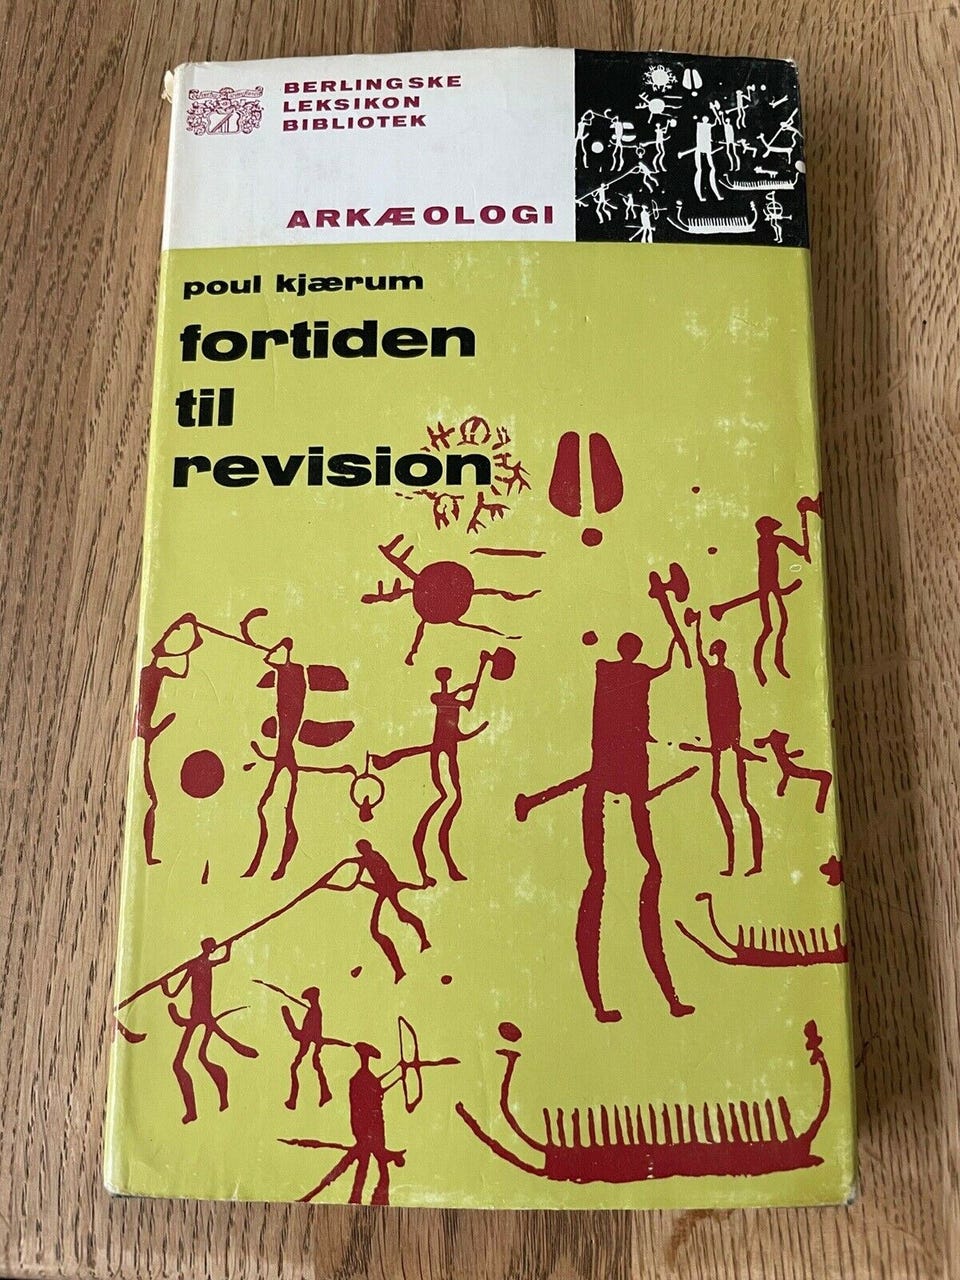 BERLINGSKE
LEKSIKON
BIBLIOTEK
ARKÆOLOGI
poul kjærum
fortiden
til
revision